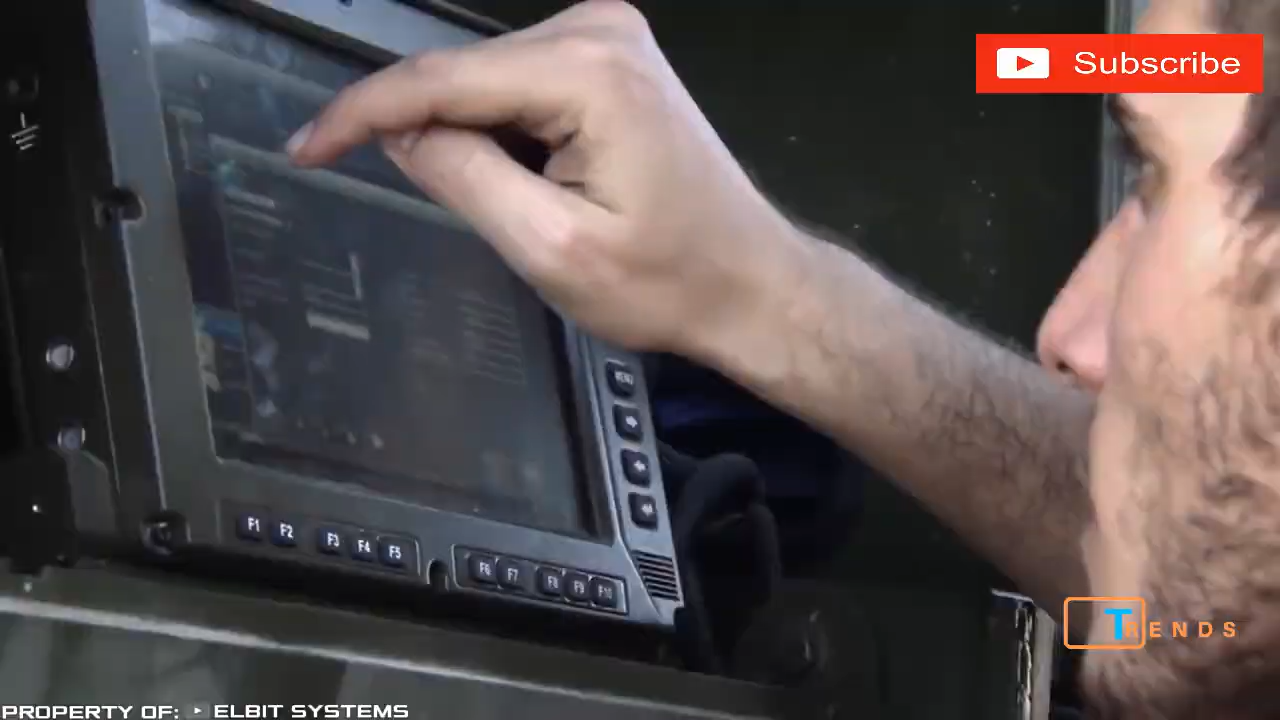 Subscribe
MENU
F1 F2 F3 F4 F5 F6 F7 F8 F9 F10
TRENDS
PROPERTY OF: ELBIT SYSTEMS